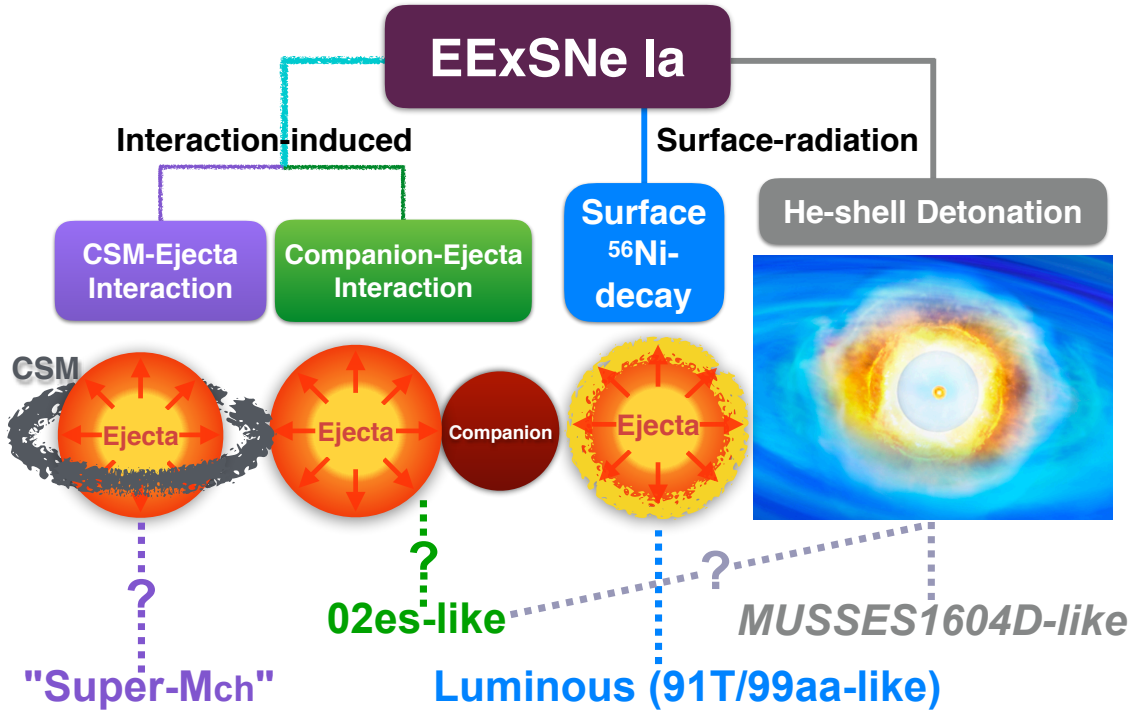 EExSNe Ia
Interaction-induced
Surface-radiation
CSM-Ejecta
Interaction
Companion-Ejecta
Interaction
Surface
⁵⁶Ni-
decay
He-shell Detonation
CSM
Ejecta
Ejecta
Companion
Ejecta
?
?
?
02es-like
MUSSES1604D-like
"Super-Mch"
Luminous (91T/99aa-like)